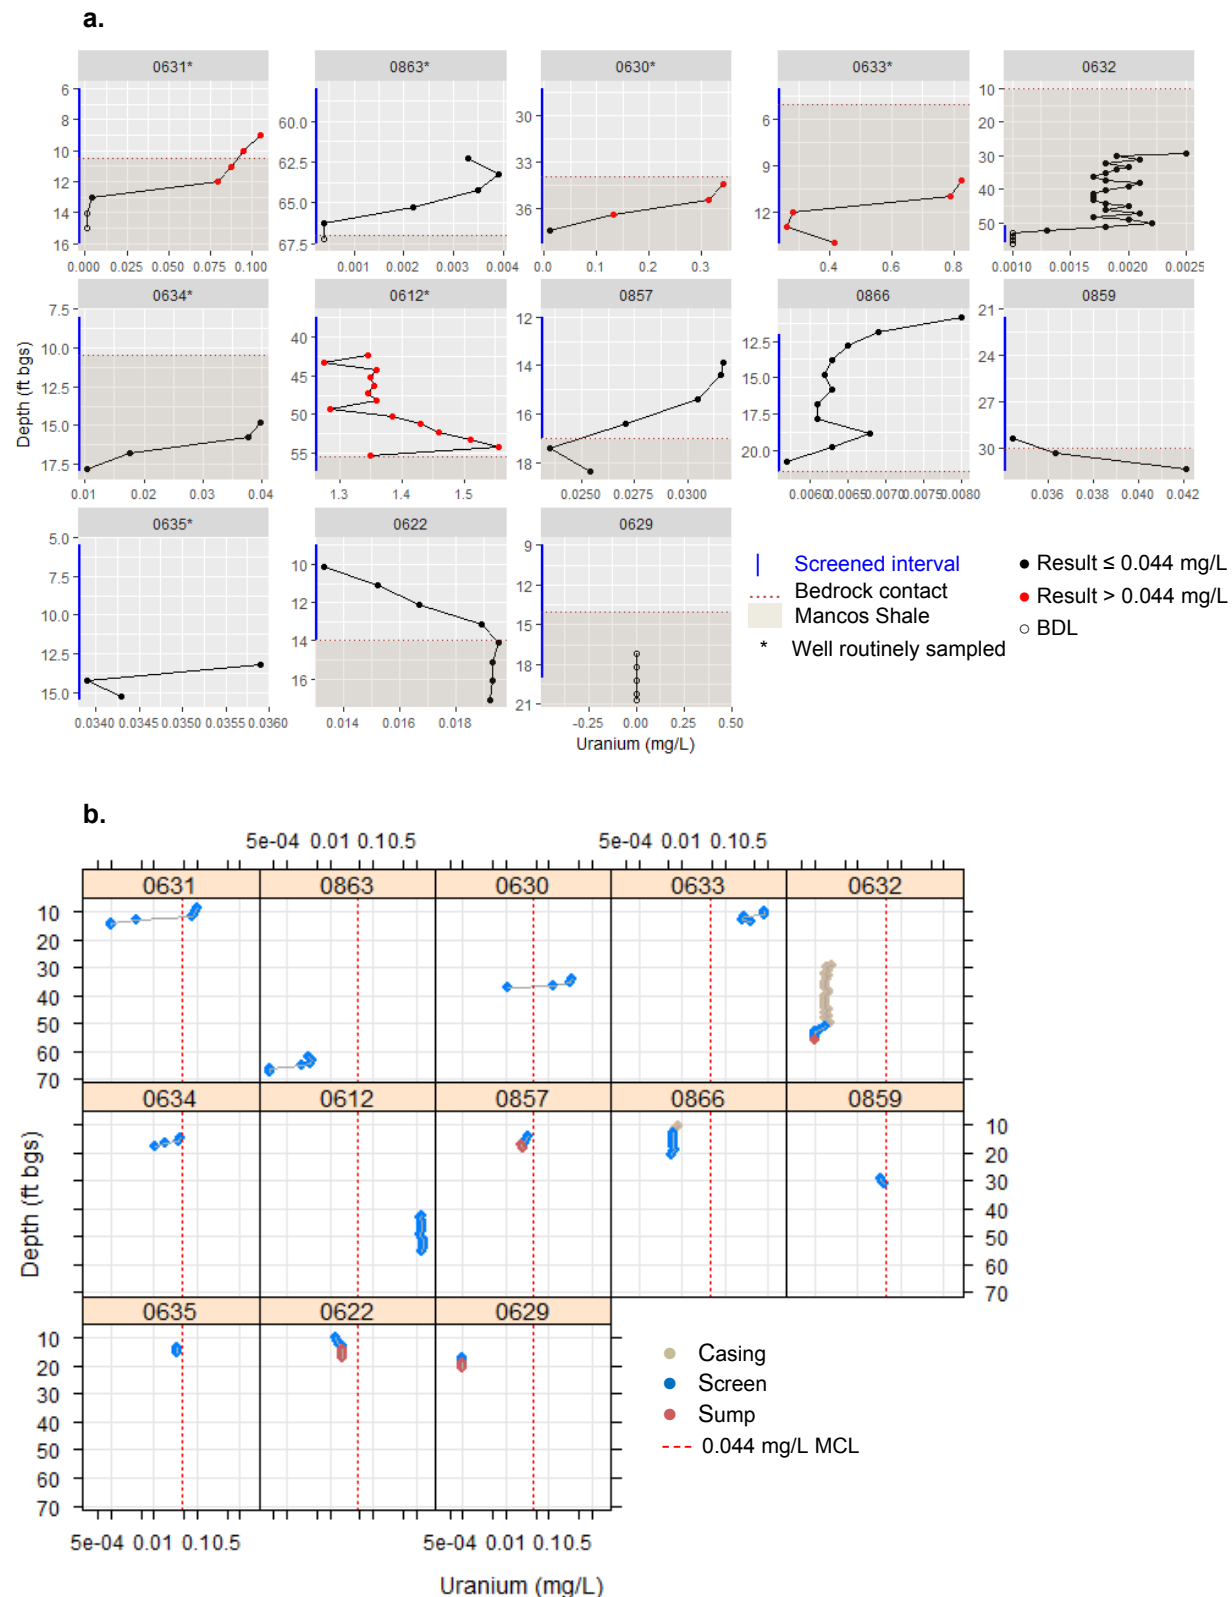 a.
0631* 0863* 0630* 0633* 0632
6 8 10 12 14 16
60.0 62.5 65.0 67.5
30 33 36
6 9 12
10 20 30 40 50
0.000 0.025 0.050 0.075 0.100
0.001 0.002 0.003 0.004
0.0 0.1 0.2 0.3
0.4 0.6 0.8
0.0010 0.0015 0.0020 0.0025
Depth (ft bgs)
0634* 0612* 0857 0866 0859
7.5 10.0 12.5 15.0 17.5
40 45 50 55
12 14 16 18
12.5 15.0 17.5 20.0
21 24 27 30
0.01 0.02 0.03 0.04
1.3 1.4 1.5
0.0250 0.0275 0.0300
0.0060 0.0065 0.0070 0.0075 0.0080
0.036 0.038 0.040 0.042
0635* 0622 0629
5.0 7.5 10.0 12.5 15.0
10 12 14 16
9 12 15 18 21
0.0340 0.0345 0.0350 0.0355 0.0360
0.014 0.016 0.018
-0.25 0.00 0.25 0.50
Uranium (mg/L)
Screened interval
Bedrock contact
Mancos Shale
* Well routinely sampled
Result ≤ 0.044 mg/L
Result > 0.044 mg/L
BDL
b.
5e-04 0.01 0.10.5 5e-04 0.01 0.10.5
0631 0863 0630 0633 0632
10 20 30 40 50 60 70
0634 0612 0857 0866 0859
10 20 30 40 50 60 70
Depth (ft bgs)
0635 0622 0629
10 20 30 40 50 60 70
Casing
Screen
Sump
0.044 mg/L MCL
5e-04 0.01 0.10.5 5e-04 0.01 0.10.5
Uranium (mg/L)